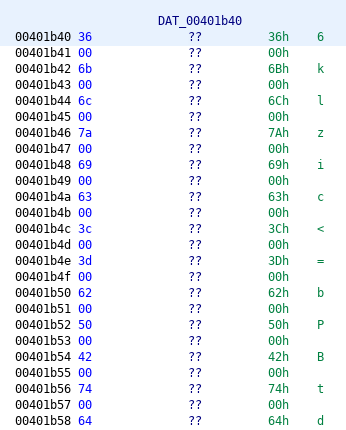 DAT_00401b40
00401b40 36 ?? 36h 6
00401b41 00 ?? 00h
00401b42 6b ?? 6Bh k
00401b43 00 ?? 00h
00401b44 6c ?? 6Ch l
00401b45 00 ?? 00h
00401b46 7a ?? 7Ah z
00401b47 00 ?? 00h
00401b48 69 ?? 69h i
00401b49 00 ?? 00h
00401b4a 63 ?? 63h c
00401b4b 00 ?? 00h
00401b4c 3c ?? 3Ch <
00401b4d 00 ?? 00h
00401b4e 3d ?? 3Dh =
00401b4f 00 ?? 00h
00401b50 62 ?? 62h b
00401b51 00 ?? 00h
00401b52 50 ?? 50h P
00401b53 00 ?? 00h
00401b54 42 ?? 42h B
00401b55 00 ?? 00h
00401b56 74 ?? 74h t
00401b57 00 ?? 00h
00401b58 64 ?? 64h d